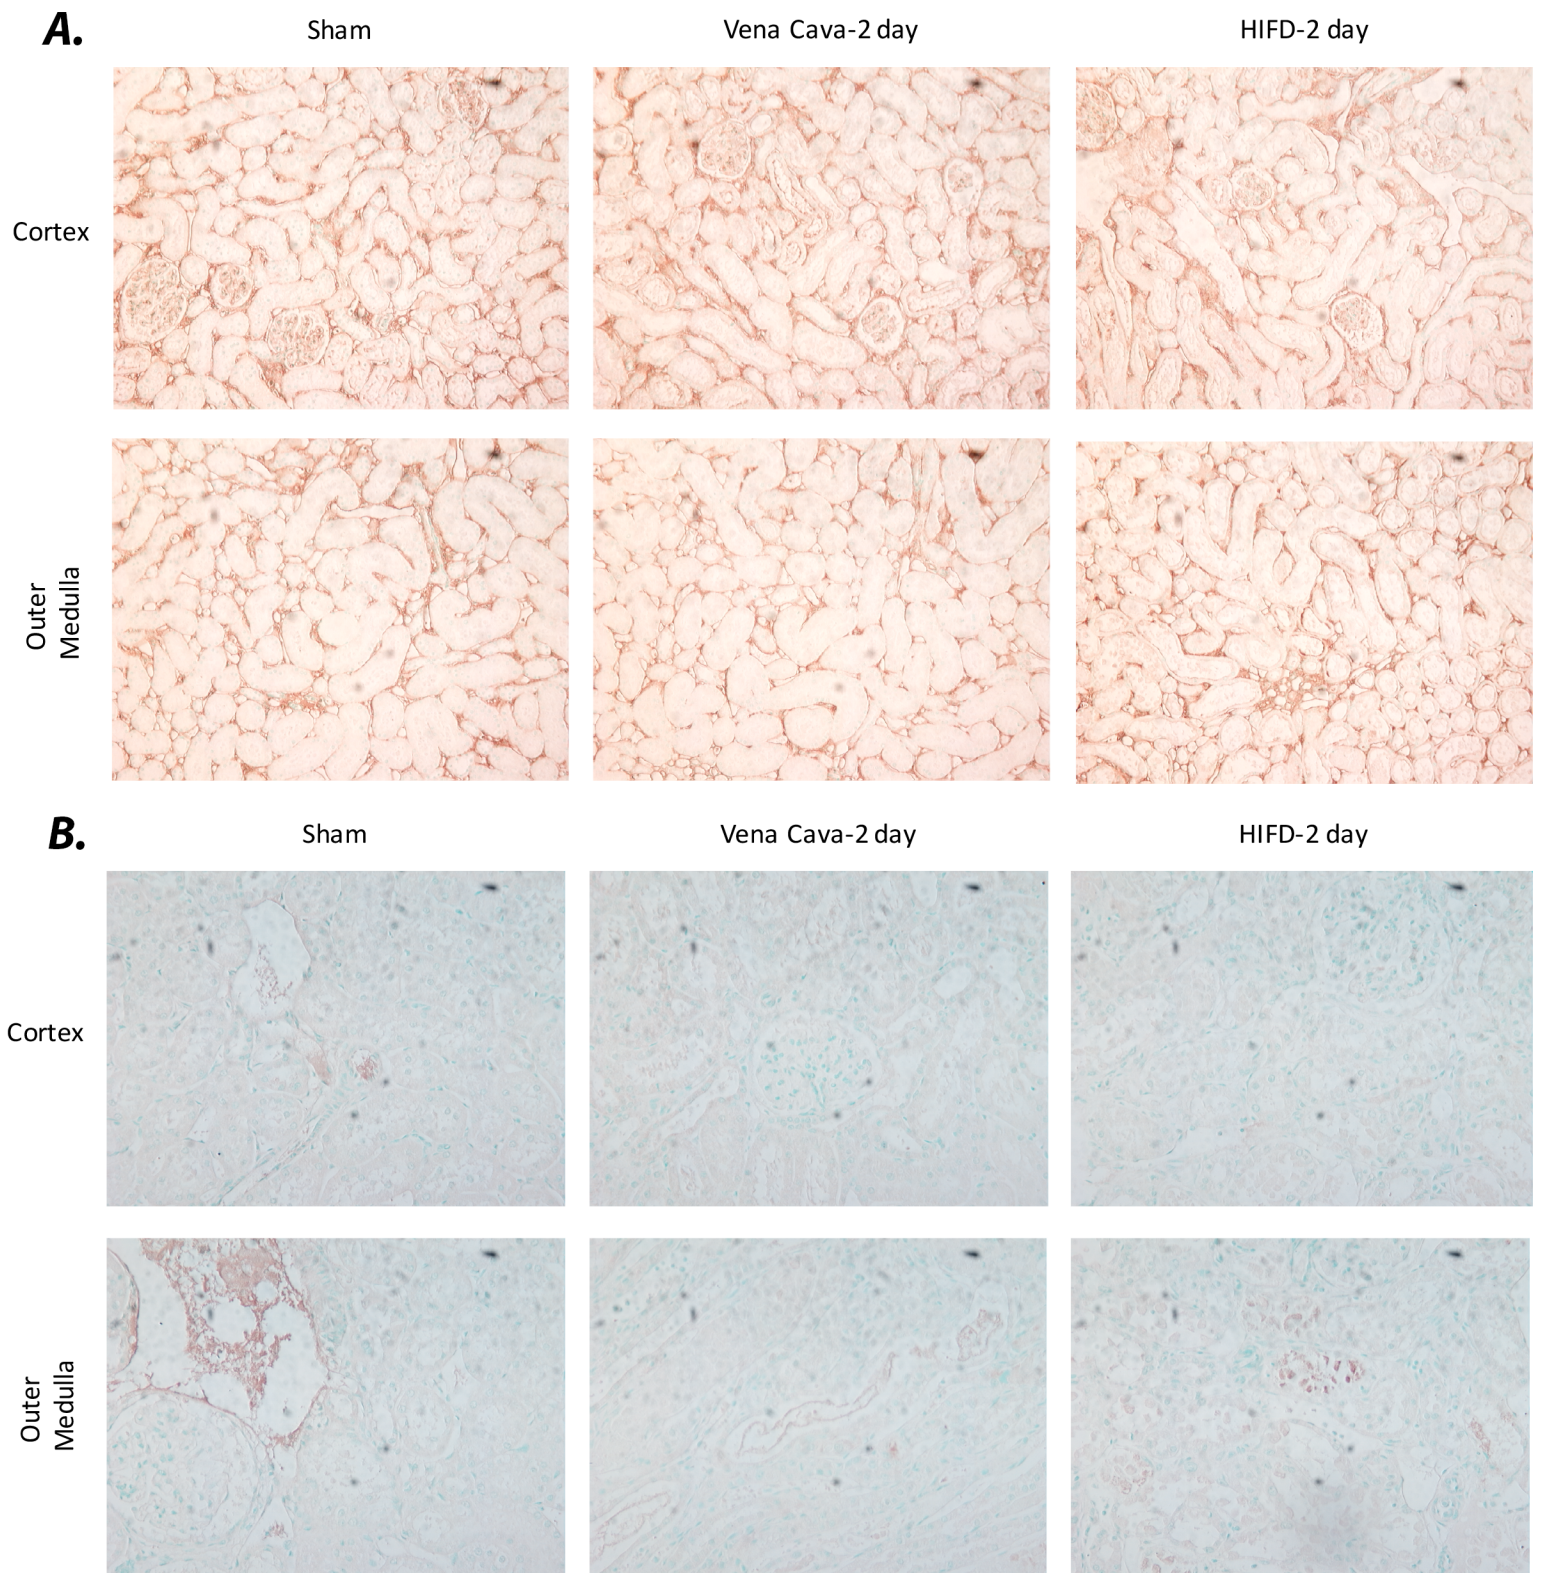 A.
Sham
Vena Cava-2 day
HIFD-2 day
Cortex
Outer
Medulla
B.
Sham
Vena Cava-2 day
HIFD-2 day
Cortex
Outer
Medulla